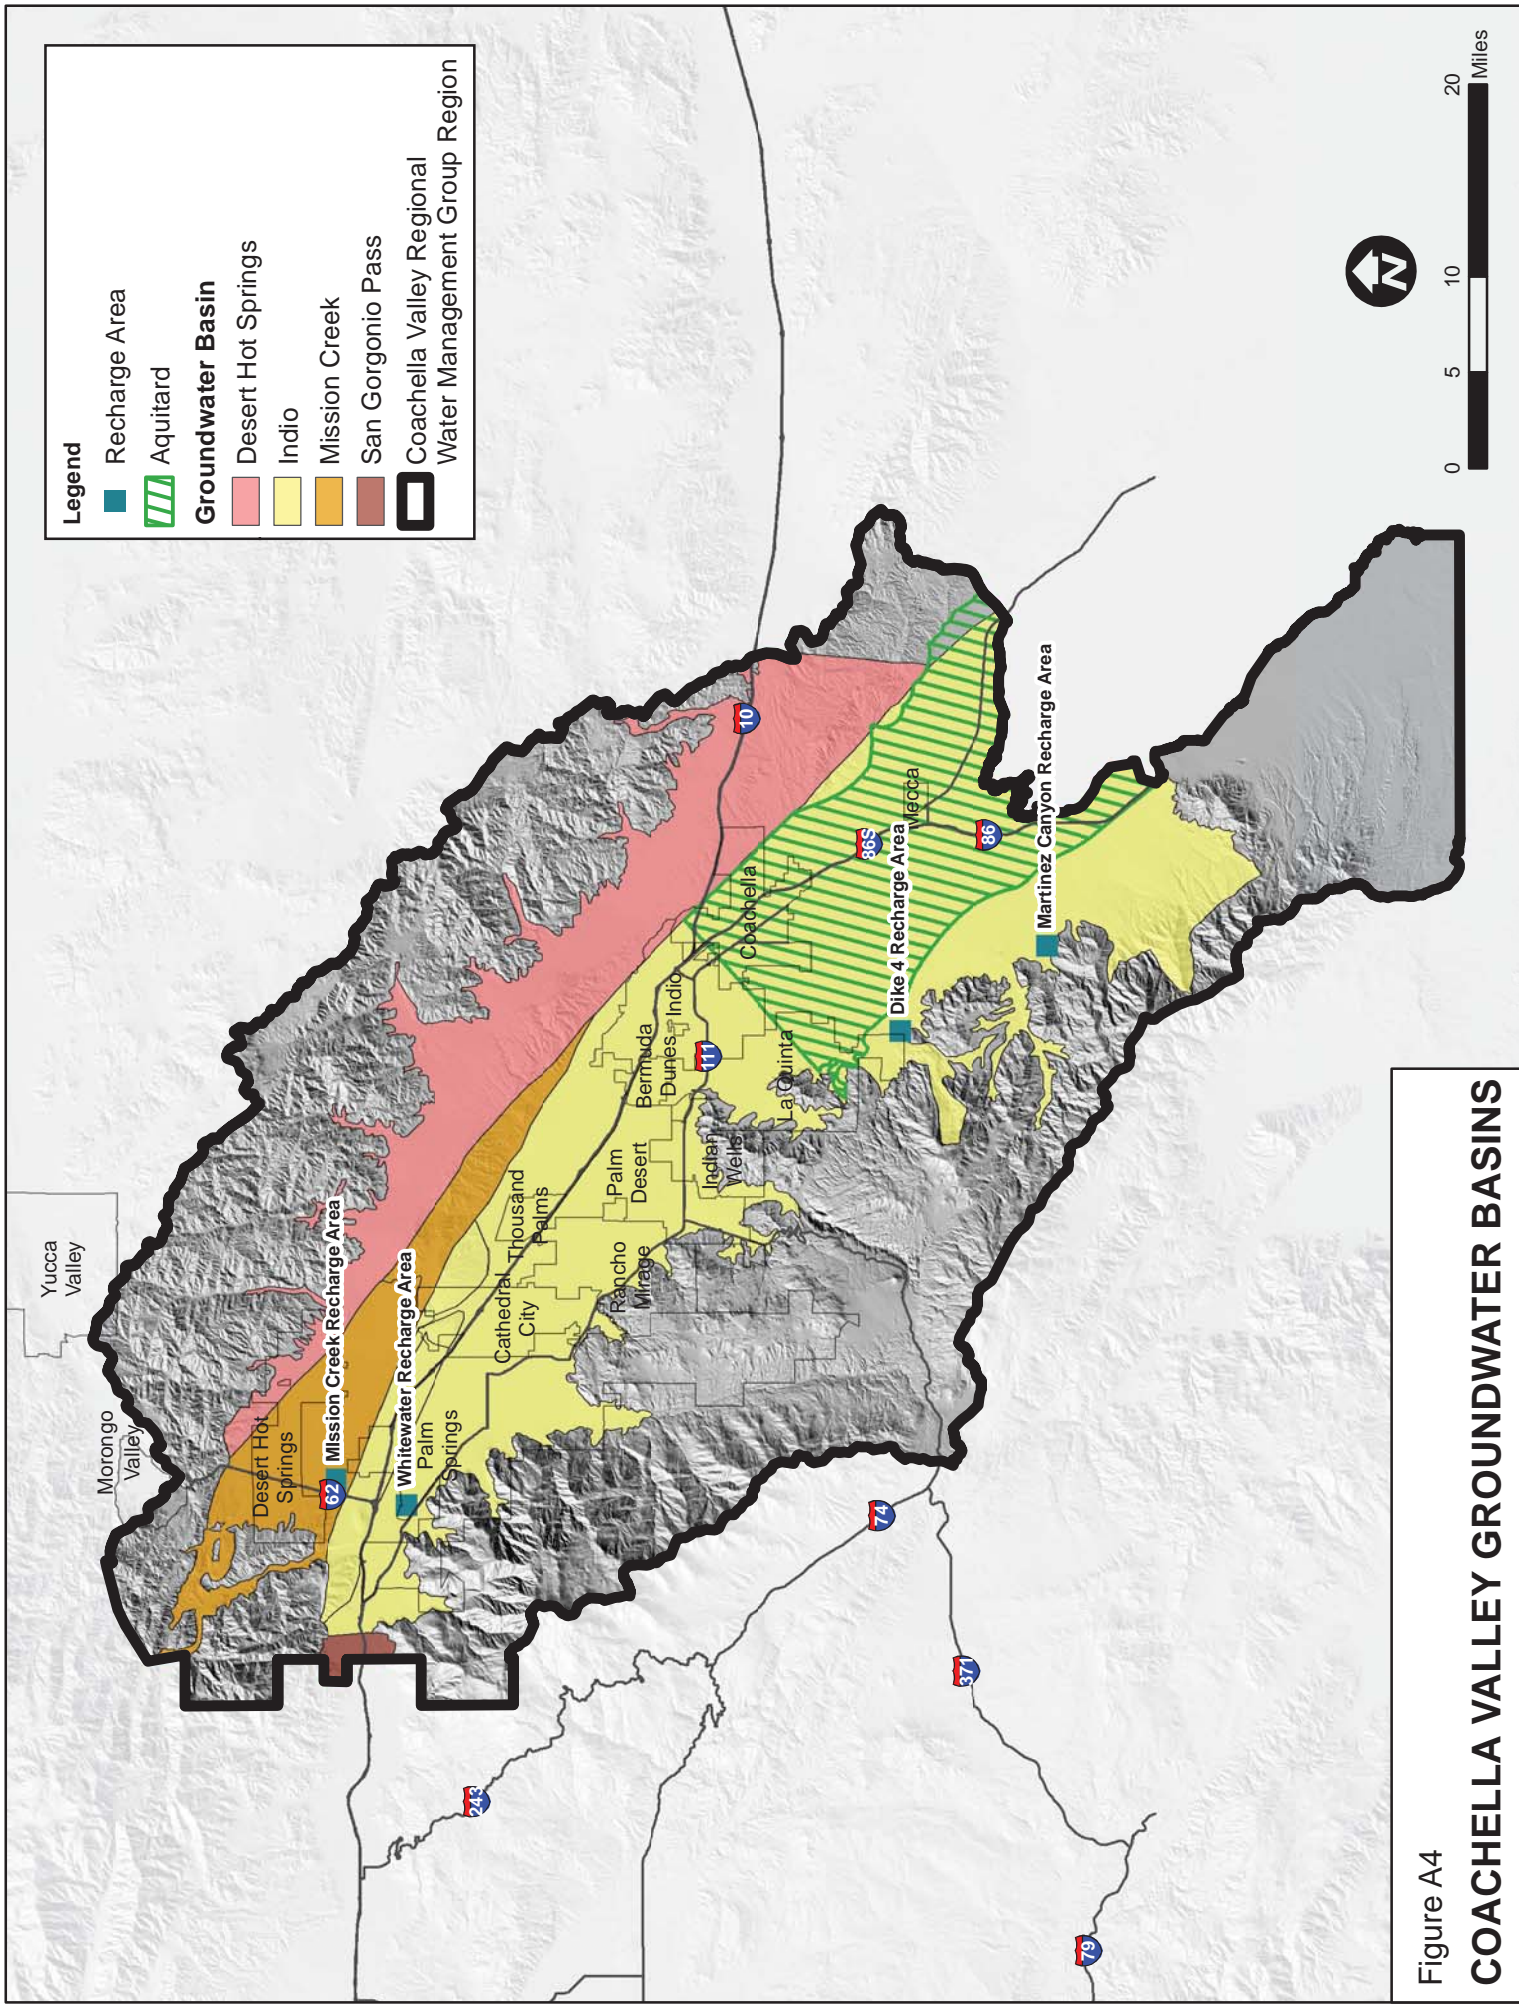 Legend
Recharge Area
Aquitard
Groundwater Basin
Desert Hot Springs
Indio
Mission Creek
San Gorgonio Pass
Coachella Valley Regional
Water Management Group Region
Yucca
Valley
Morongo
Valley
Desert Hot
Springs
MIssion Creek Recharge Area
62
Whitewater Recharge Area
Palm
Springs
Cathedral
City
Thousand
Palms
Rancho
Mirage
Palm
Desert
Indian
Wells
Bermuda
Dunes
Indio
111
La Quinta
Coachella
10
86S
Mecca
86
Dike 4 Recharge Area
Martinez Canyon Recharge Area
243
74
371
79
N
0 5 10 20
Miles
Figure A4
COACHELLA VALLEY GROUNDWATER BASINS